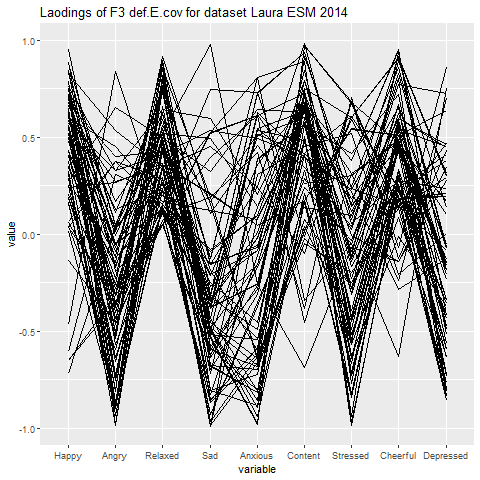 Laodings of F3 def.E.cov for dataset Laura ESM 2014
1.0
0.5
0.0
-0.5
-1.0
value
Happy Angry Relaxed Sad Anxious Content Stressed Cheerful Depressed
variable